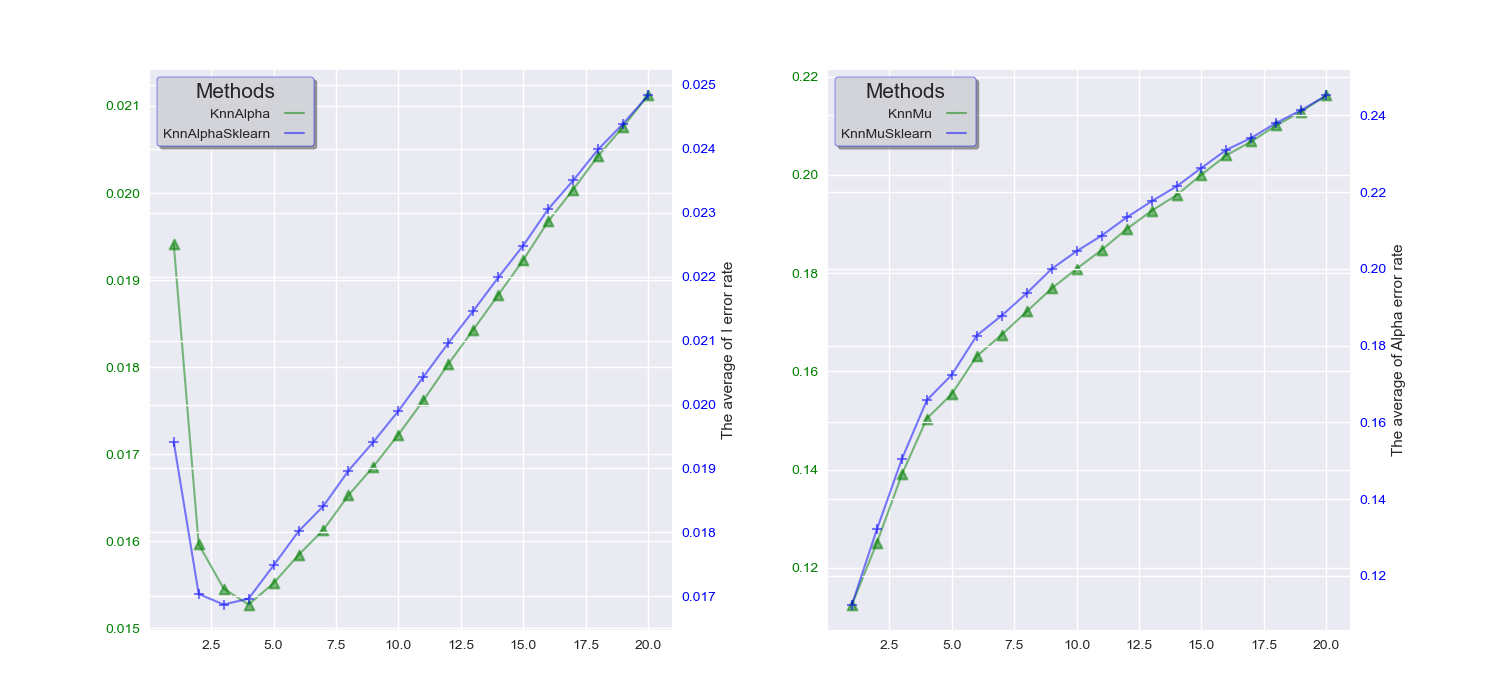 Methods
KnnAlpha
KnnAlphaSklearn
0.021
0.020
0.019
0.018
0.017
0.016
0.015
0.025
0.024
0.023
0.022
0.021
0.020
0.019
0.018
0.017
The average of I error rate
2.5 5.0 7.5 10.0 12.5 15.0 17.5 20.0
Methods
KnnMu
KnnMuSklearn
0.22
0.20
0.18
0.16
0.14
0.12
0.24
0.22
0.20
0.18
0.16
0.14
0.12
The average of Alpha error rate
2.5 5.0 7.5 10.0 12.5 15.0 17.5 20.0